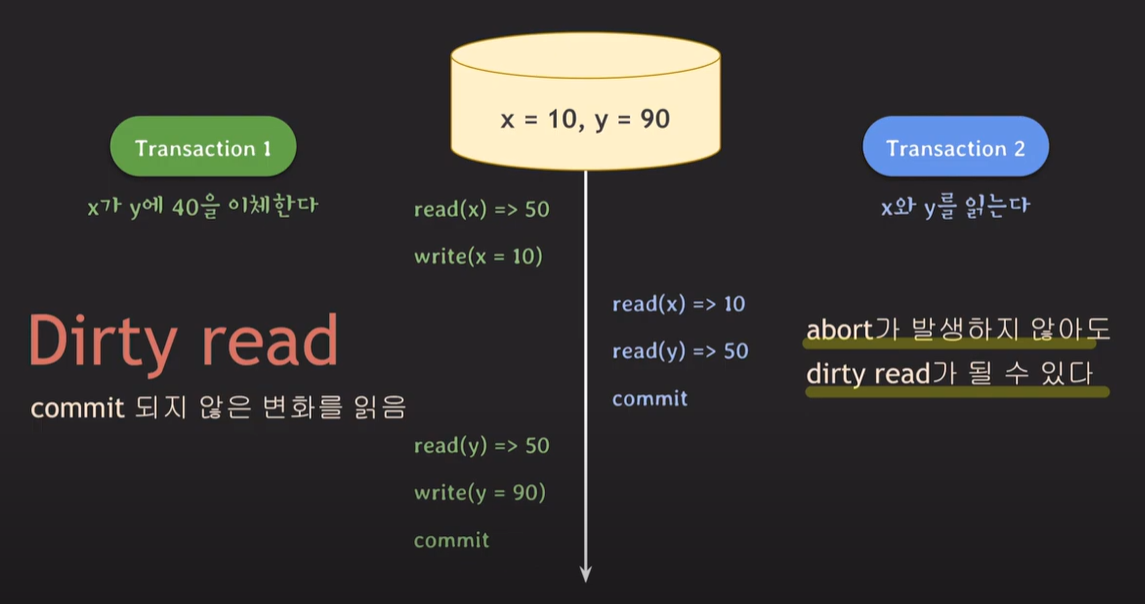 x = 10, y = 90
Transaction 1
x가 y에 40을 이체한다
Transaction 2
x와 y를 읽는다
read(x) => 50
write(x = 10)
read(x) => 10
read(y) => 50
commit
Dirty read
commit 되지 않은 변화를 읽음
abort가 발생하지 않아도
dirty read가 될 수 있다
read(y) => 50
write(y = 90)
commit